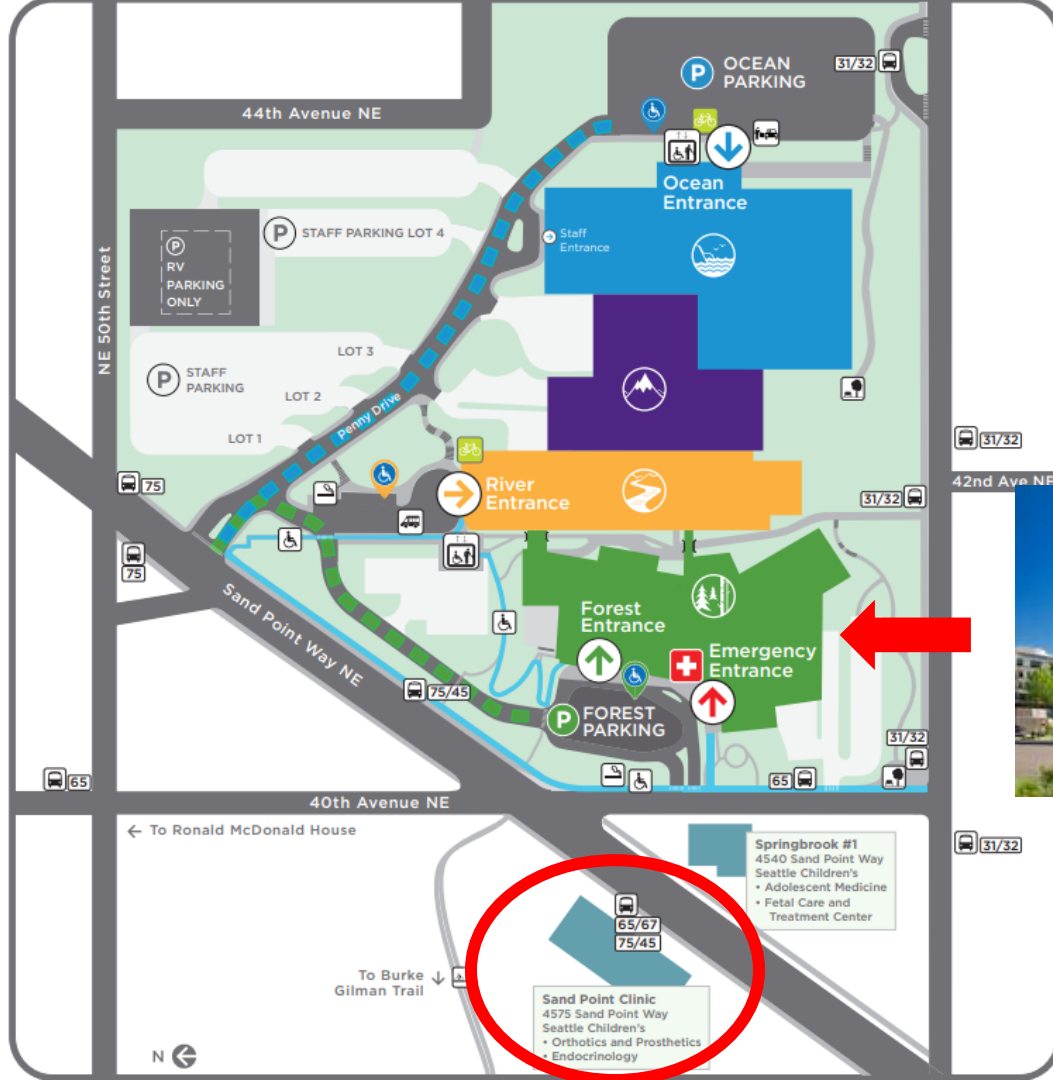 P
OCEAN
PARKING
31/32
44th Avenue NE
Ocean
Entrance
P
STAFF PARKING LOT 4
Staff
Entrance
P
RV
PARKING
ONLY
NE 50th Street
LOT 3
P
STAFF
PARKING
LOT 2
Penny Drive
LOT 1
31/32
75
River
Entrance
42nd Ave NE
31/32
75
Sand Point Way NE
Forest
Entrance
Emergency
Entrance
75/45
P
FOREST
PARKING
31/32
65
65
40th Avenue NE
To Ronald McDonald House
Springbrook #1
4540 Sand Point Way
Seattle Children's
• Adolescent Medicine
• Fetal Care and
Treatment Center
31/32
65/67
75/45
To Burke
Gilman Trail
Sand Point Clinic
4575 Sand Point Way
Seattle Children's
• Orthotics and Prosthetics
• Endocrinology
N